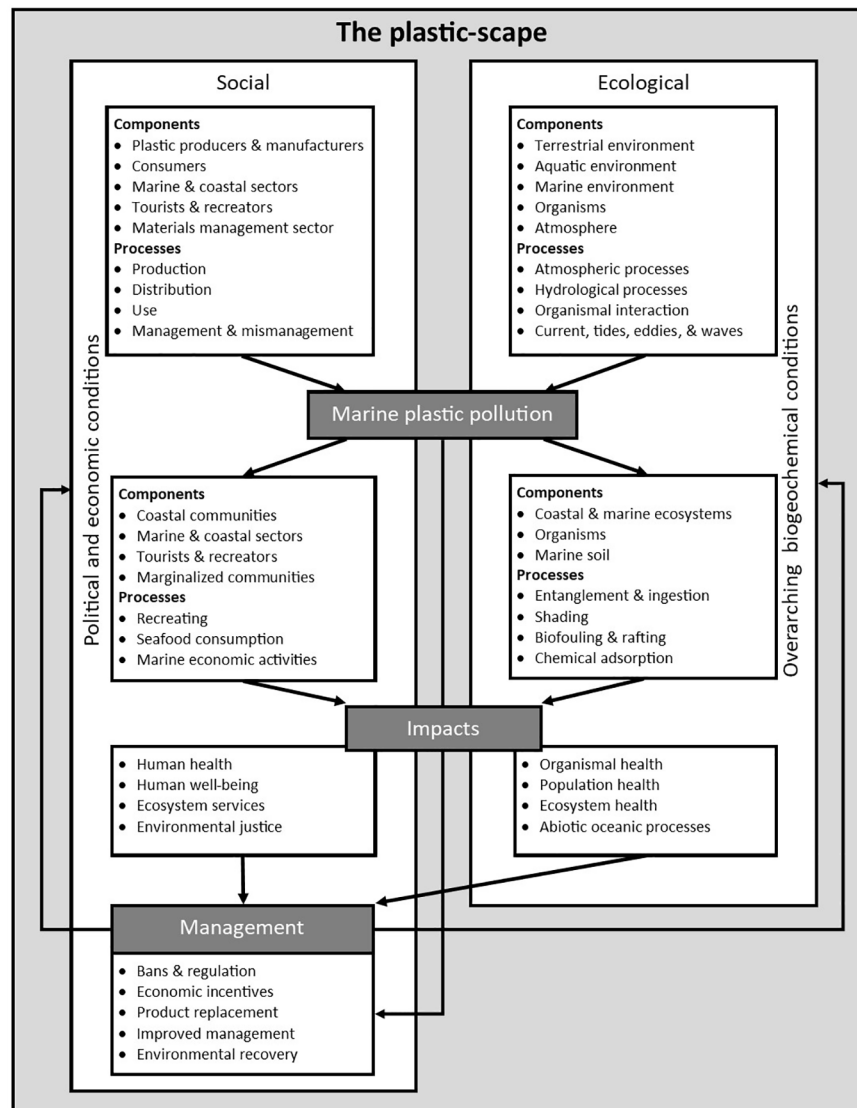 The plastic-scape
Social
Components
• Plastic producers & manufacturers
• Consumers
• Marine & coastal sectors
• Tourists & recreators
• Materials management sector
Processes
• Production
• Distribution
• Use
• Management & mismanagement
Ecological
Components
• Terrestrial environment
• Aquatic environment
• Marine environment
• Organisms
• Atmosphere
Processes
• Atmospheric processes
• Hydrological processes
• Organismal interaction
• Current, tides, eddies, & waves
Political and economic conditions
Overarching biogeochemical conditions
Marine plastic pollution
Components
• Coastal communities
• Marine & coastal sectors
• Tourists & recreators
• Marginalized communities
Processes
• Recreating
• Seafood consumption
• Marine economic activities
Components
• Coastal & marine ecosystems
• Organisms
• Marine soil
Processes
• Entanglement & ingestion
• Shading
• Biofouling & rafting
• Chemical adsorption
Impacts
• Human health
• Human well-being
• Ecosystem services
• Environmental justice
• Organismal health
• Population health
• Ecosystem health
• Abiotic oceanic processes
Management
• Bans & regulation
• Economic incentives
• Product replacement
• Improved management
• Environmental recovery